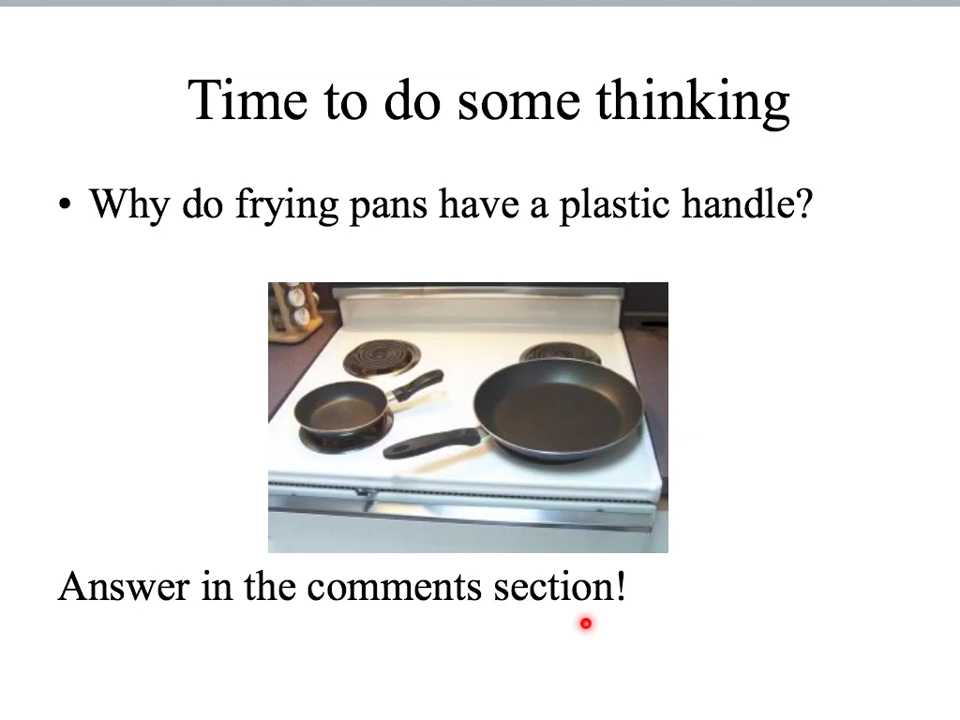 Time to do some thinking
• Why do frying pans have a plastic handle?
Answer in the comments section!